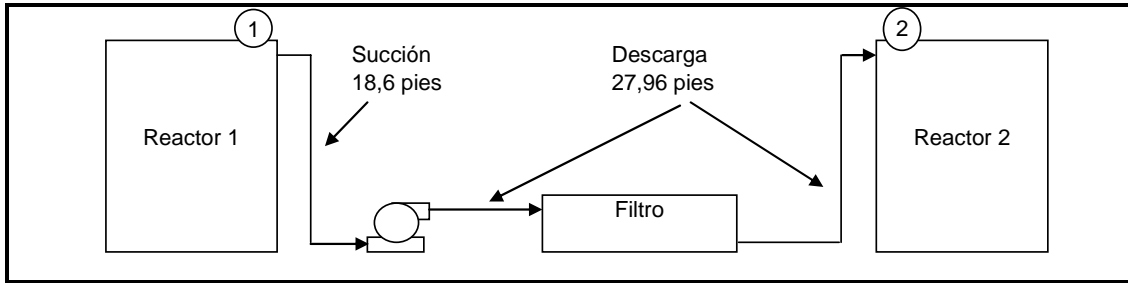 1
2
Succión
18,6 pies
Descarga
27,96 pies
Reactor 1
Reactor 2
Filtro